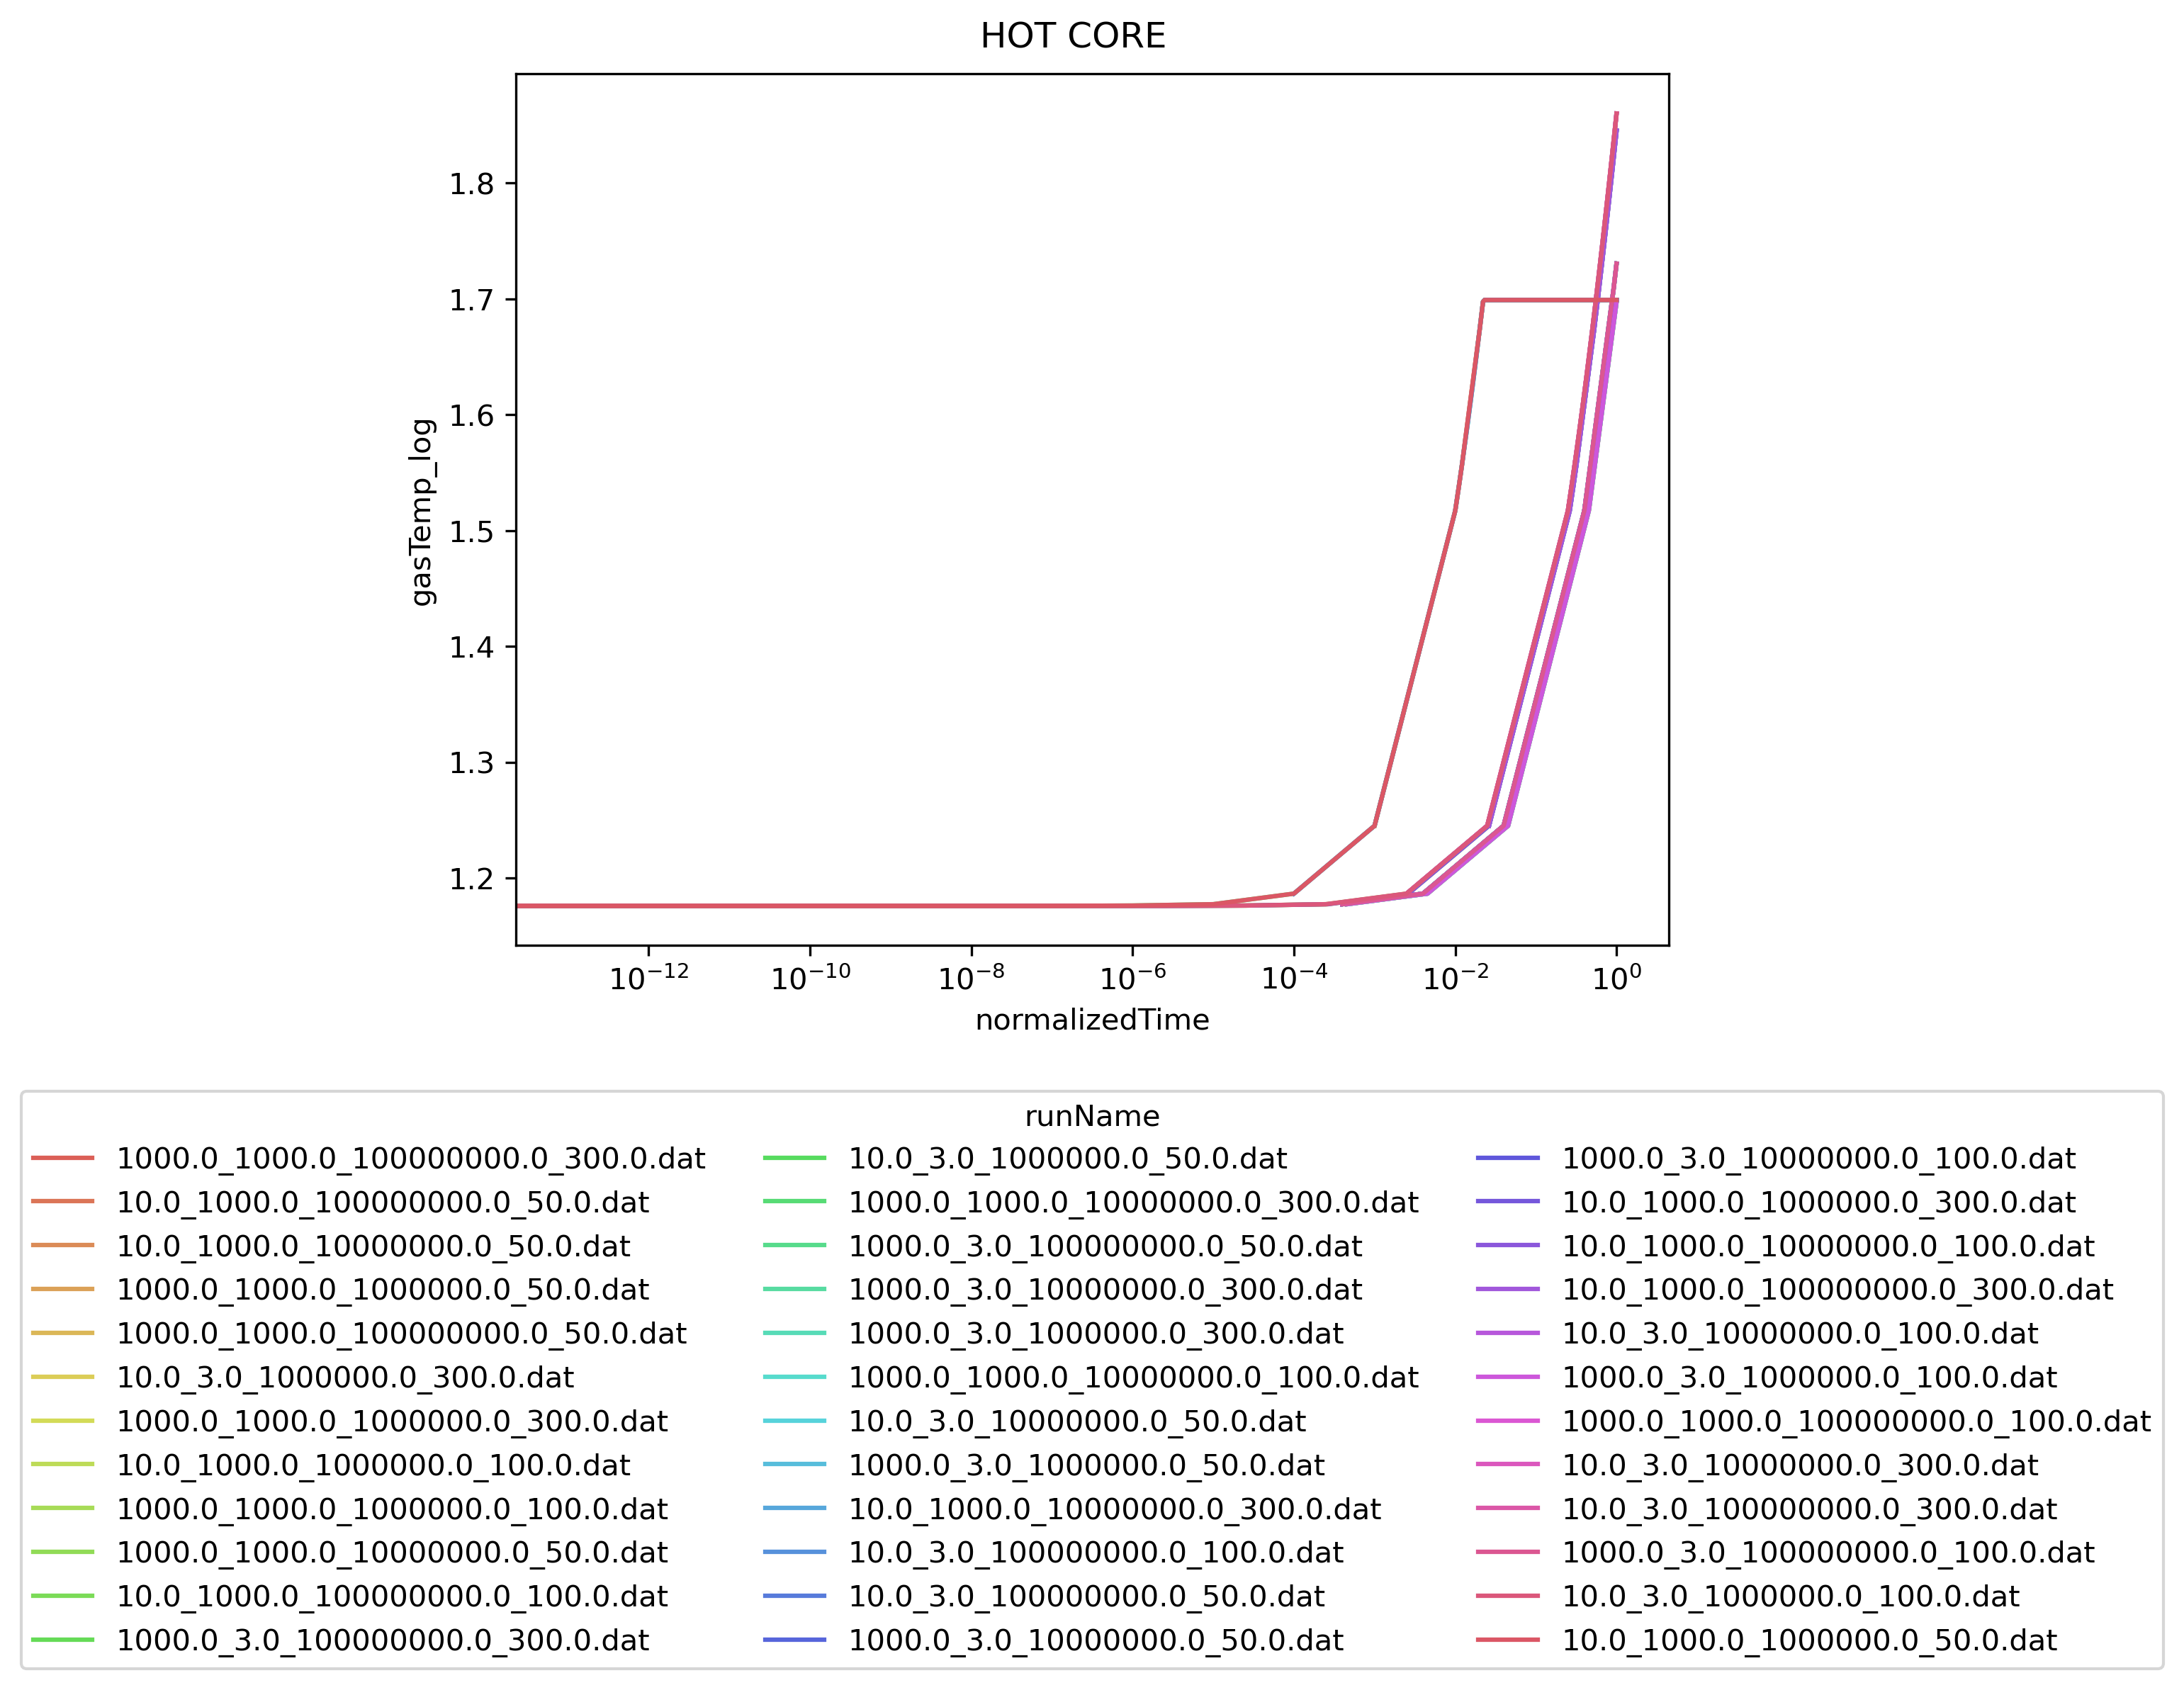 HOT CORE
1.8
1.7
1.6
1.5
1.4
1.3
1.2
gasTemp_log
10^-12 10^-10 10^-8 10^-6 10^-4 10^-2 10^0
normalizedTime
runName
1000.0_1000.0_100000000.0_300.0.dat
10.0_1000.0_100000000.0_50.0.dat
10.0_1000.0_10000000.0_50.0.dat
1000.0_1000.0_1000000.0_50.0.dat
1000.0_1000.0_100000000.0_50.0.dat
10.0_3.0_1000000.0_300.0.dat
1000.0_1000.0_1000000.0_300.0.dat
10.0_1000.0_1000000.0_100.0.dat
1000.0_1000.0_1000000.0_100.0.dat
1000.0_1000.0_10000000.0_50.0.dat
10.0_1000.0_100000000.0_100.0.dat
1000.0_3.0_100000000.0_300.0.dat
10.0_3.0_1000000.0_50.0.dat
1000.0_1000.0_10000000.0_300.0.dat
1000.0_3.0_100000000.0_50.0.dat
1000.0_3.0_10000000.0_300.0.dat
1000.0_3.0_1000000.0_300.0.dat
1000.0_1000.0_10000000.0_100.0.dat
10.0_3.0_10000000.0_50.0.dat
1000.0_3.0_1000000.0_50.0.dat
10.0_1000.0_10000000.0_300.0.dat
10.0_3.0_100000000.0_100.0.dat
10.0_3.0_100000000.0_50.0.dat
1000.0_3.0_10000000.0_50.0.dat
1000.0_3.0_10000000.0_100.0.dat
10.0_1000.0_1000000.0_300.0.dat
10.0_1000.0_10000000.0_100.0.dat
10.0_1000.0_100000000.0_300.0.dat
10.0_3.0_10000000.0_100.0.dat
1000.0_3.0_1000000.0_100.0.dat
1000.0_1000.0_100000000.0_100.0.dat
10.0_3.0_10000000.0_300.0.dat
10.0_3.0_100000000.0_300.0.dat
1000.0_3.0_100000000.0_100.0.dat
10.0_3.0_1000000.0_100.0.dat
10.0_1000.0_1000000.0_50.0.dat